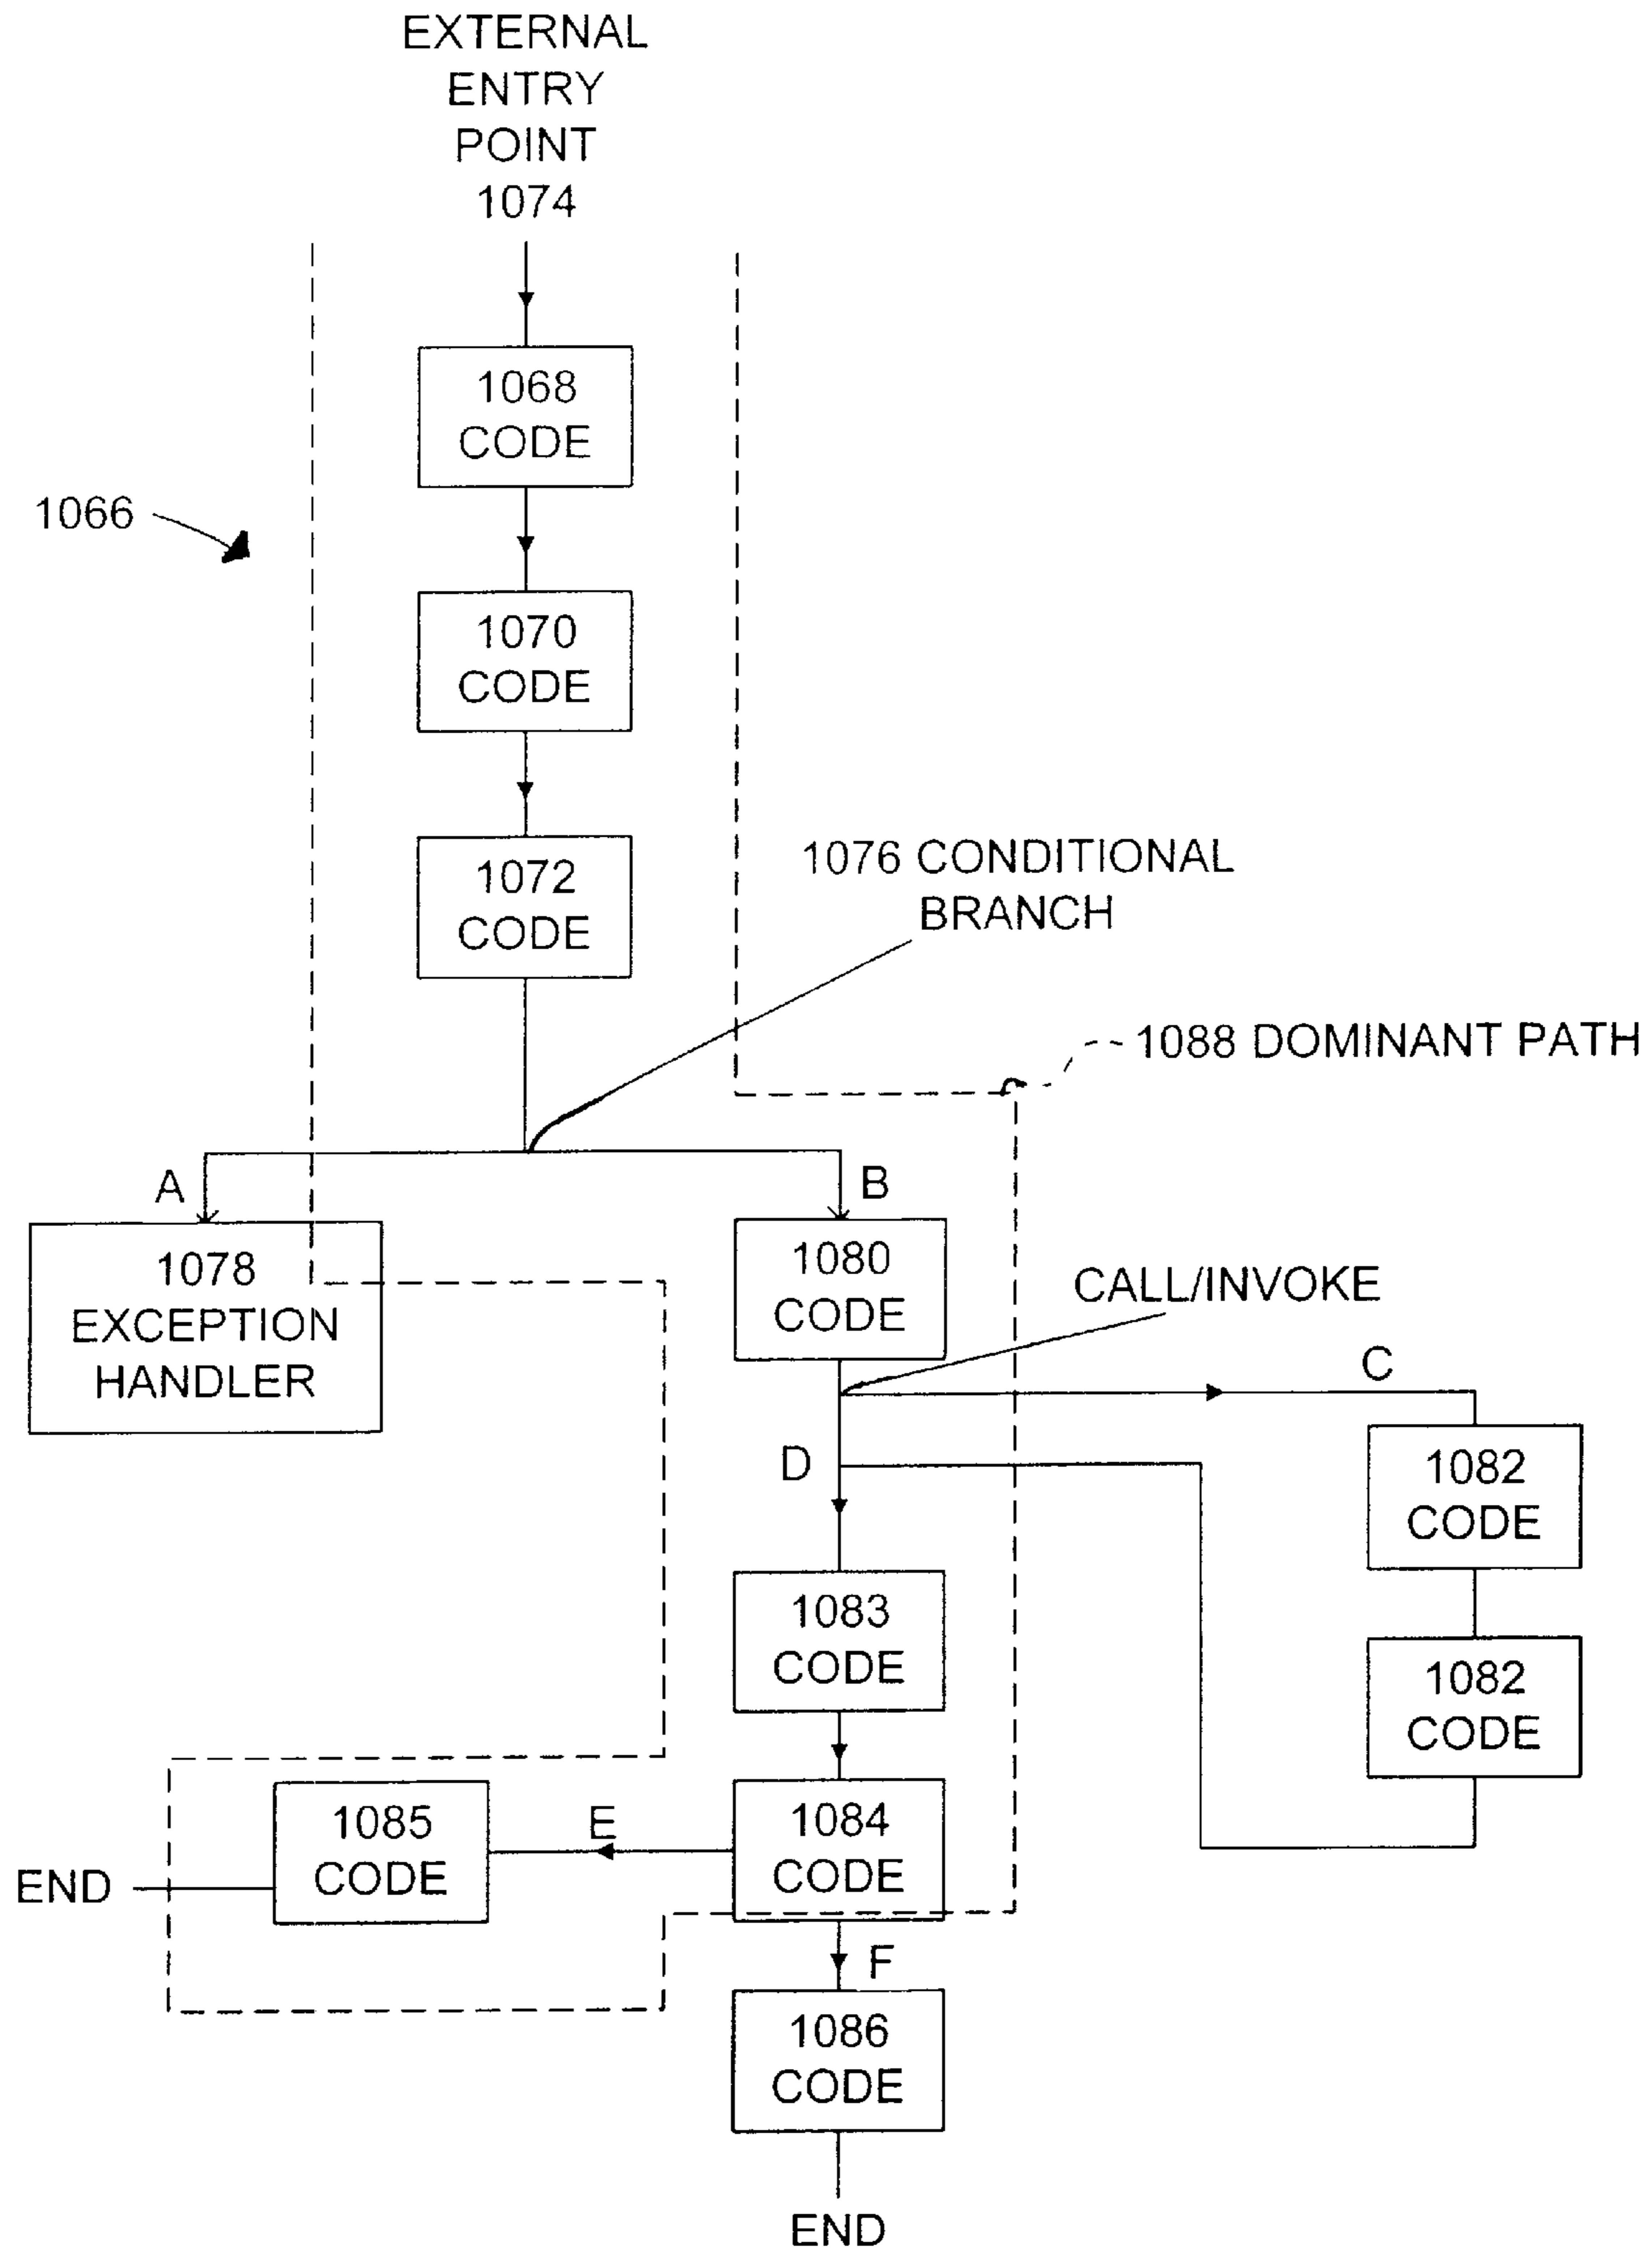 EXTERNAL
ENTRY
POINT
1074
1068
CODE
1066
1070
CODE
1072
CODE
1076 CONDITIONAL
BRANCH
1088 DOMINANT PATH
A
B
1078
EXCEPTION
HANDLER
1080
CODE
CALL/INVOKE
C
D
1082
CODE
1083
CODE
1082
CODE
1085
CODE
E
1084
CODE
END
F
1086
CODE
END